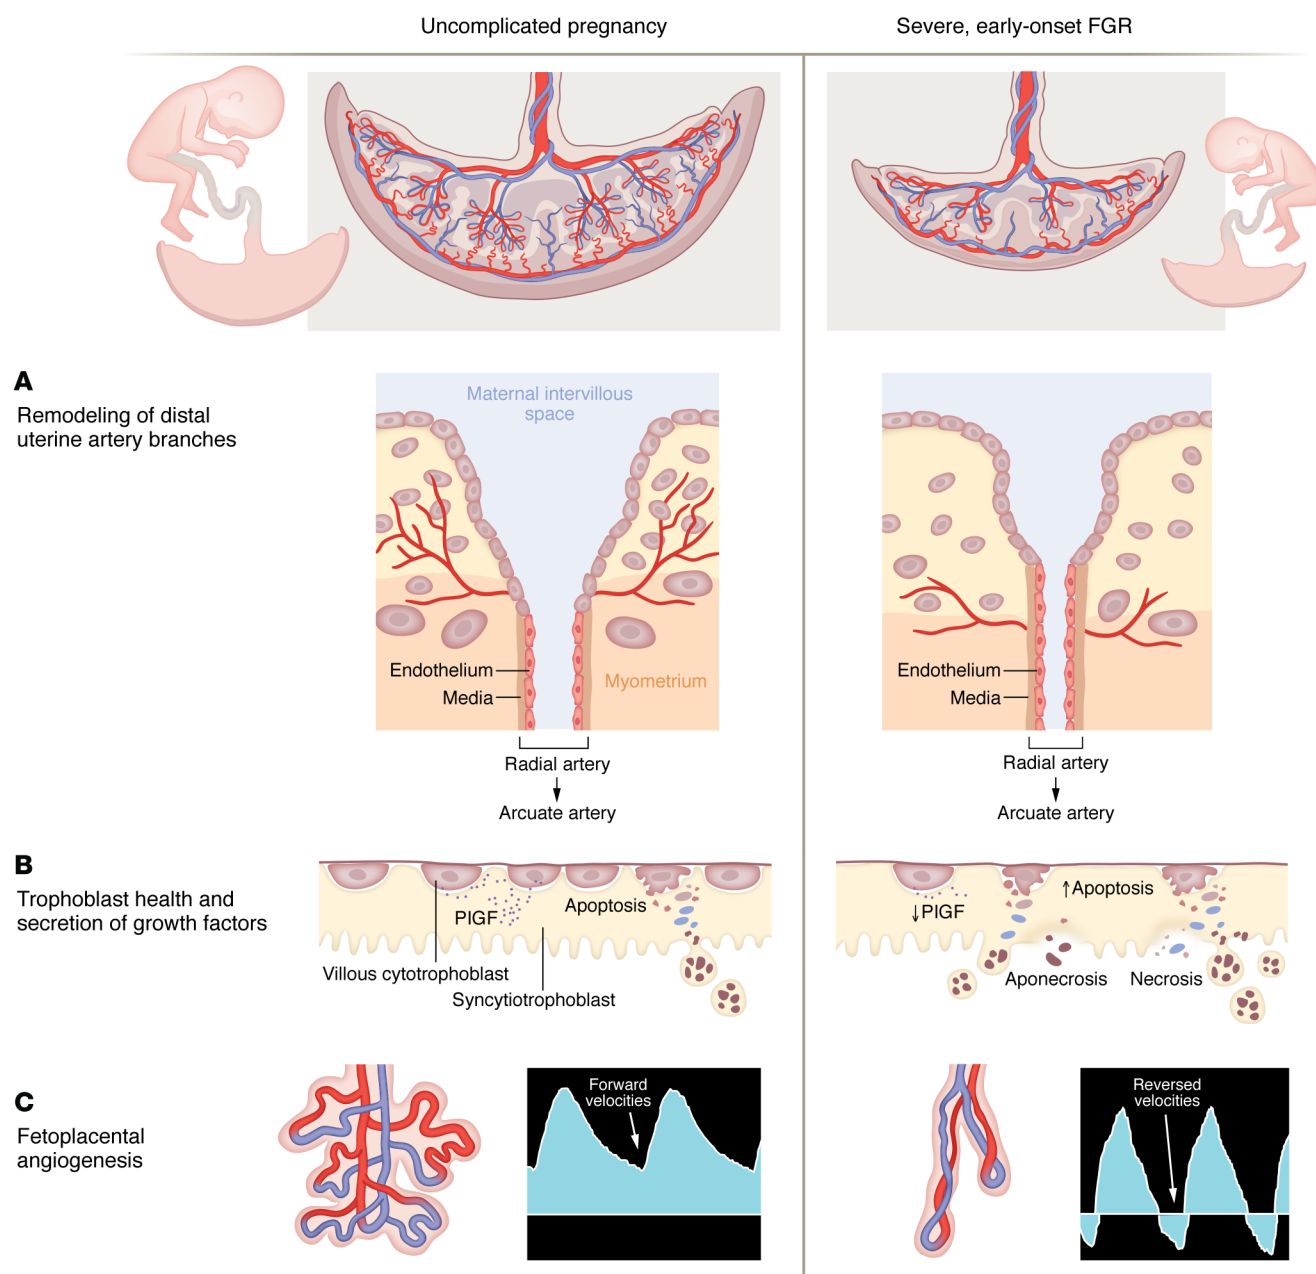 Uncomplicated pregnancy
Severe, early-onset FGR
A
Remodeling of distal
uterine artery branches
Maternal intervillous
space
Endothelium
Media
Myometrium
Radial artery
Arcuate artery
Endothelium
Media
Radial artery
Arcuate artery
B
Trophoblast health and
secretion of growth factors
PIGF
Apoptosis
Villous cytotrophoblast
Syncytiotrophoblast
↓PIGF
↑Apoptosis
Aponecrosis
Necrosis
C
Fetoplacental
angiogenesis
Forward
velocities
Reversed
velocities